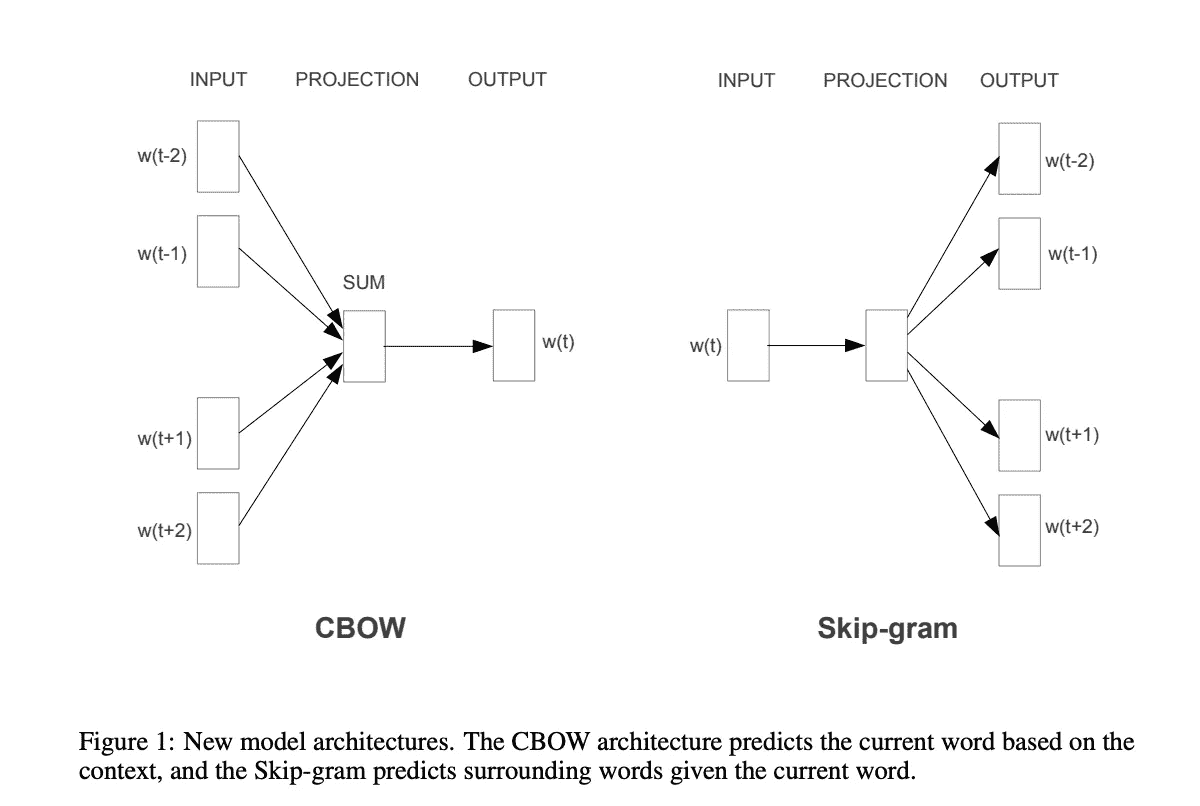 INPUT PROJECTION OUTPUT
w(t-2)
w(t-1)
SUM
w(t)
w(t+1)
w(t+2)
CBOW
INPUT PROJECTION OUTPUT
w(t-2)
w(t-1)
w(t)
w(t+1)
w(t+2)
Skip-gram
Figure 1: New model architectures. The CBOW architecture predicts the current word based on the
context, and the Skip-gram predicts surrounding words given the current word.